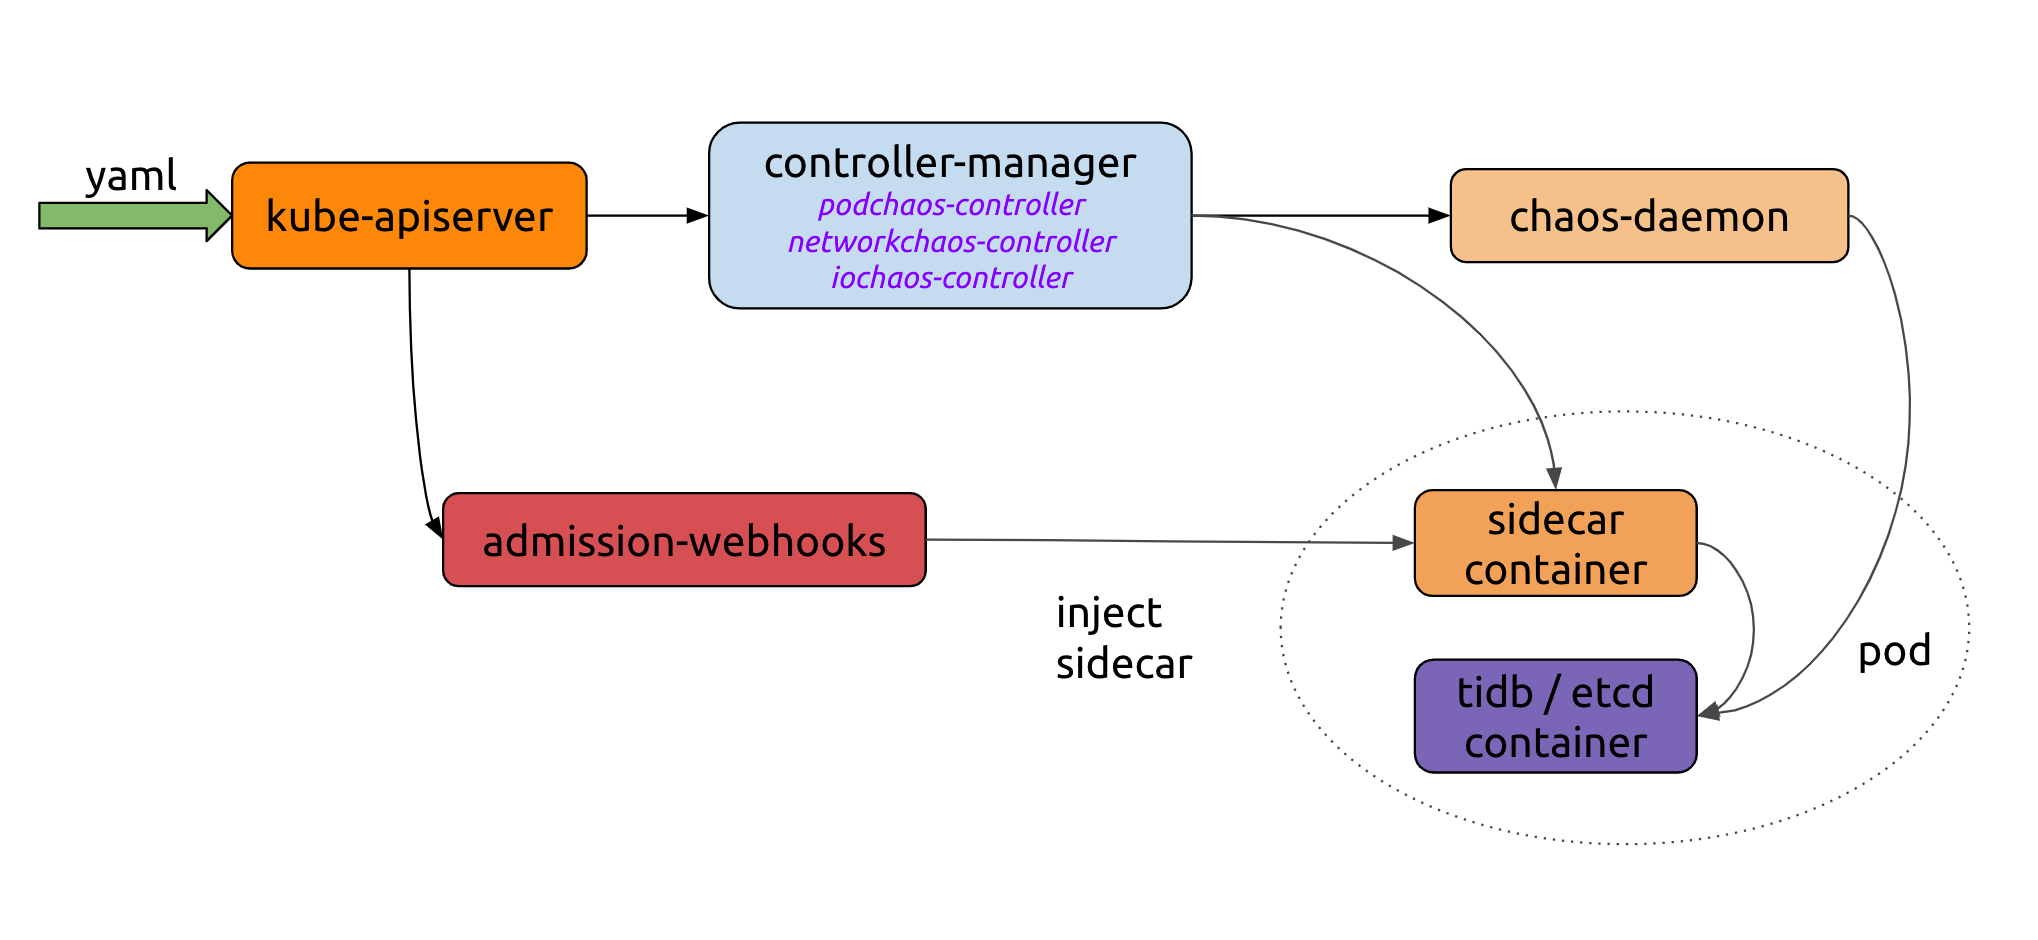 yaml
kube-apiserver
controller-manager
podchaos-controller
networkchaos-controller
iochaos-controller
chaos-daemon
admission-webhooks
inject
sidecar
sidecar
container
pod
tidb / etcd
container